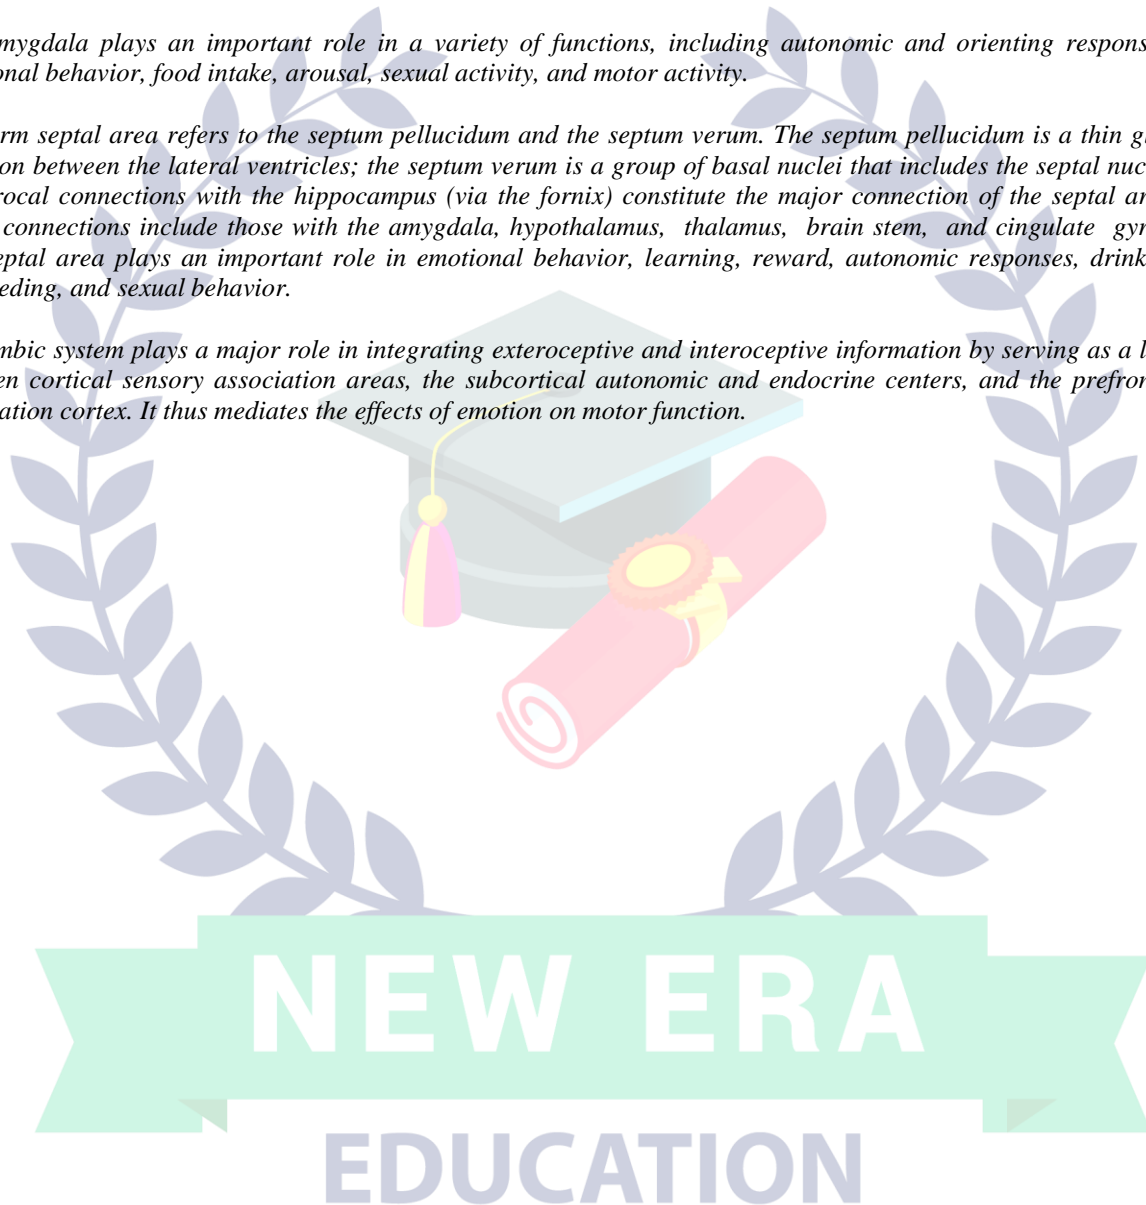 mygdala plays an important role in a variety of functions, including autonomic and orienting respons
onal behavior, food intake, arousal, sexual activity, and motor activity.
rm septal area refers to the septum pellucidum and the septum verum. The septum pellucidum is a thin gl
on between the lateral ventricles; the septum verum is a group of basal nuclei that includes the septal nuc
rocal connections with the hippocampus (via the fornix) constitute the major connection of the septal ar
connections include those with the amygdala, hypothalamus, thalamus, brain stem, and cingulate gyr
eptal area plays an important role in emotional behavior, learning, reward, autonomic responses, drink
eding, and sexual behavior.
mbic system plays a major role in integrating exteroceptive and interoceptive information by serving as a l
en cortical sensory association areas, the subcortical autonomic and endocrine centers, and the prefron
ation cortex. It thus mediates the effects of emotion on motor function.
NEW ERA
EDUCATION